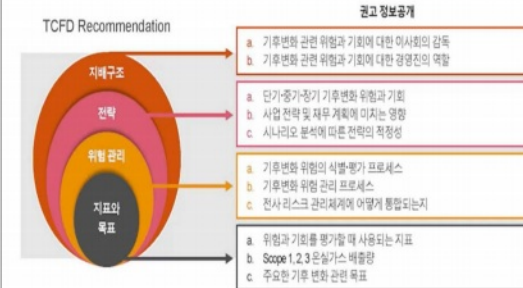 TCFD Recommendation
권고 정보공개
지배구조
a. 기후변화 관련 위험과 기회에 대한 이사회의 감독
b. 기후변화 관련 위험과 기회에 대한 경영진의 역할
전략
a. 단기·중기·장기 기후변화 위험과 기회
b. 사업 전략 및 재무 계획에 미치는 영향
c. 시나리오 분석에 따른 전략의 적정성
위험 관리
a. 기후변화 위험의 식별·평가 프로세스
b. 기후변화 위험 관리 프로세스
c. 전사 리스크 관리체계에 어떻게 통합되는지
지표와
목표
a. 위험과 기회를 평가할 때 사용되는 지표
b. Scope 1, 2, 3 온실가스 배출량
c. 주요한 기후 변화 관련 목표